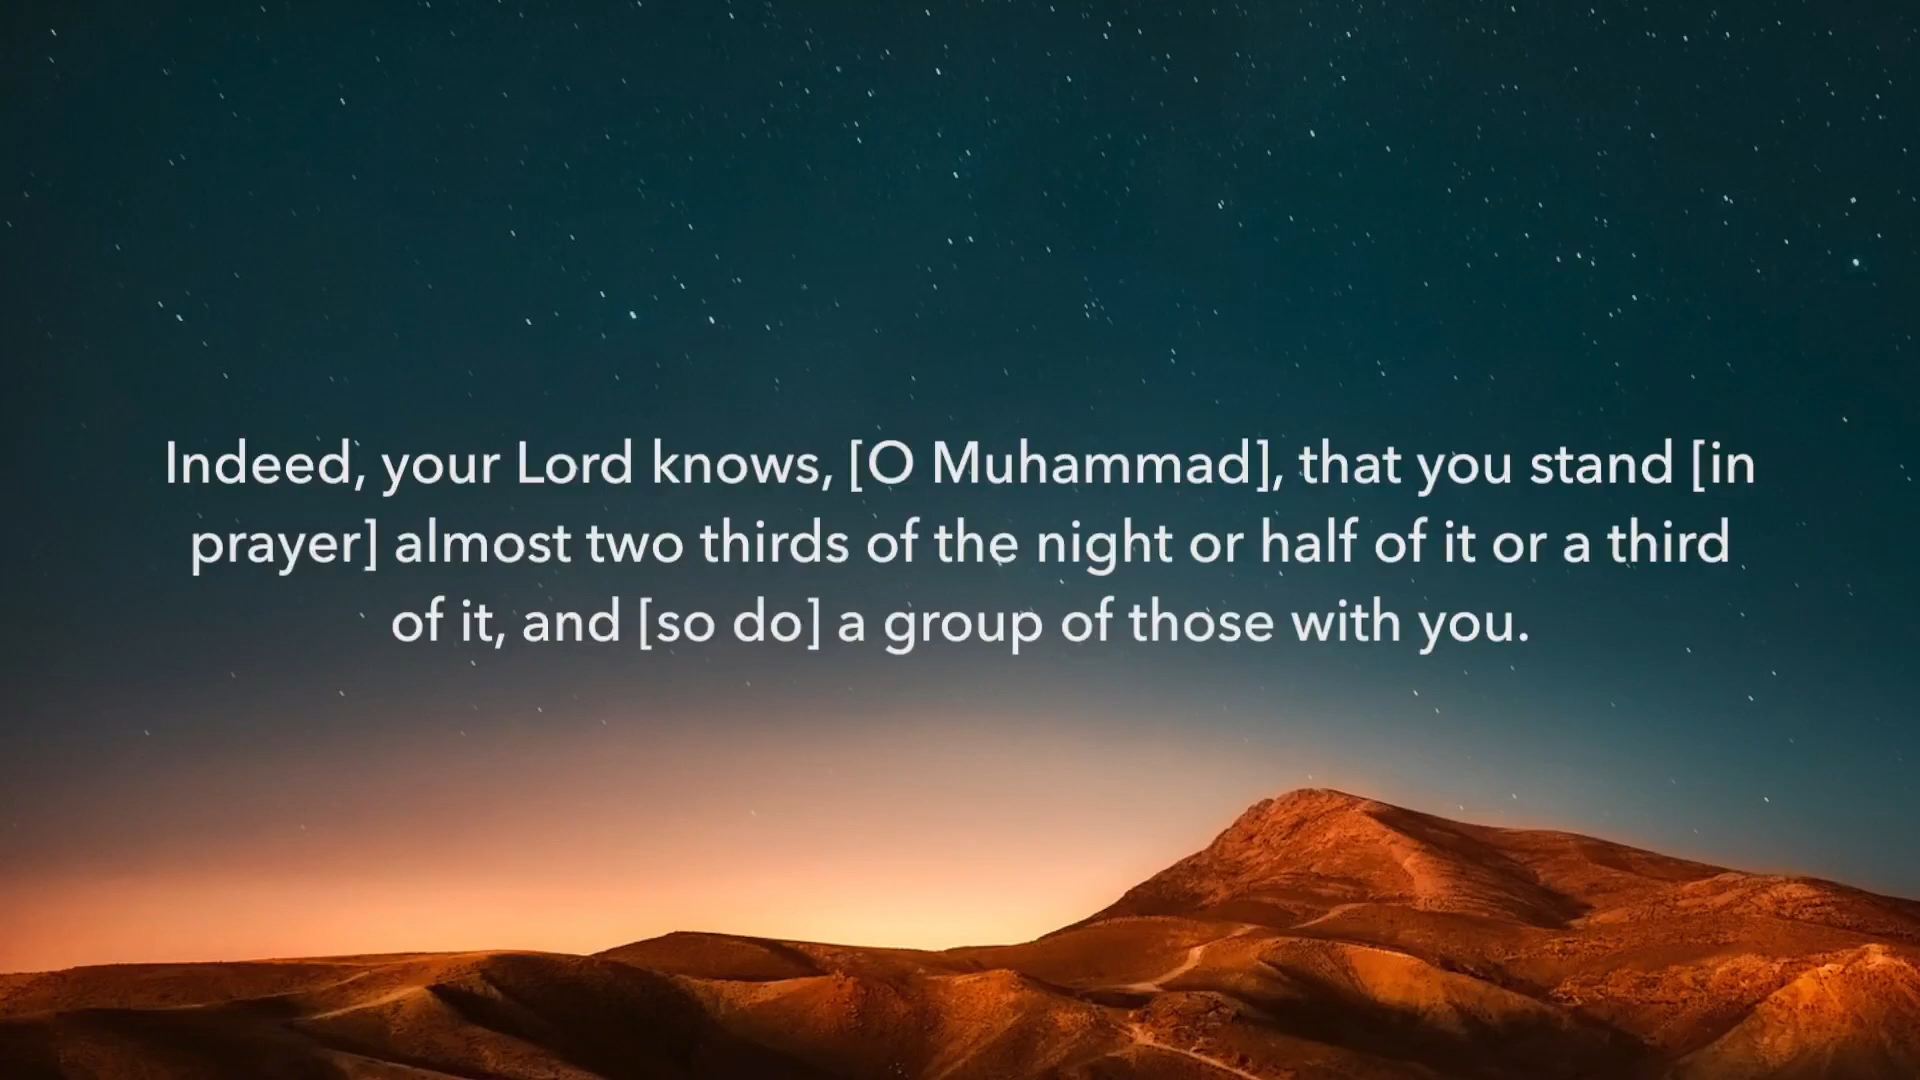 Indeed, your Lord knows, [O Muhammad], that you stand [in
prayer] almost two thirds of the night or half of it or a third
of it, and [so do] a group of those with you.